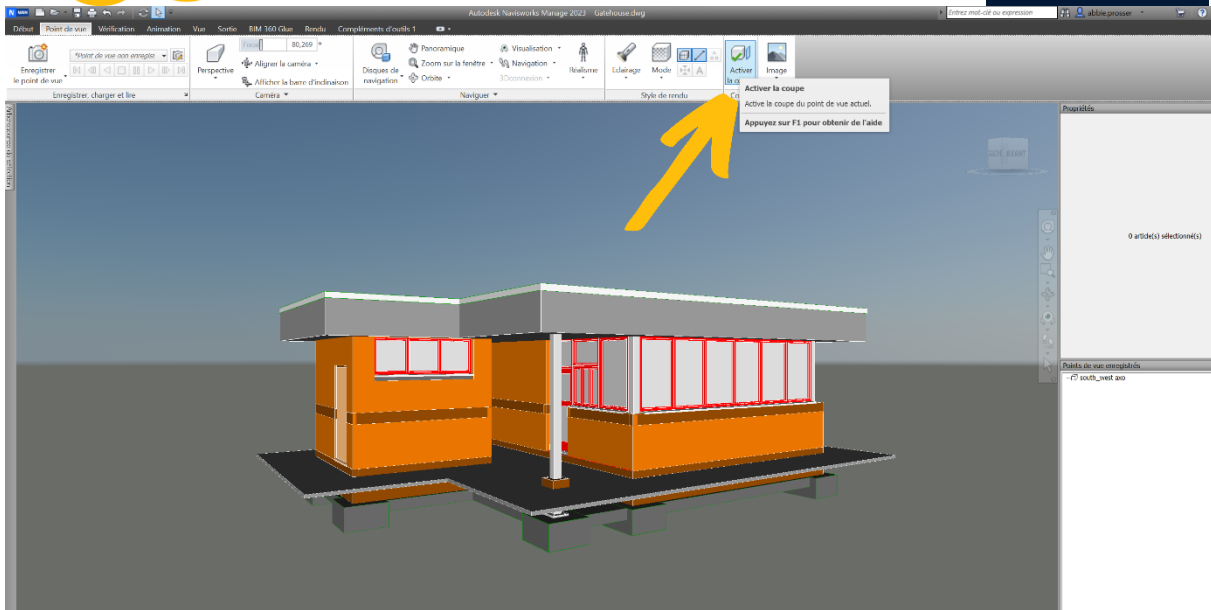 Autodesk Navisworks Manage 2023 Gatehouse.dwg
Entrez mot-clé ou expression
abbie.prosser
Début Point de vue Vérification Animation Vue Sortie BIM 360 Glue Rendu Compléments d'outils 1
Enregistrer
le point de vue
Perspective
80,269 °
Aligner la caméra
Afficher la barre d'inclinaison
Disques de
navigation
Panoramique
Zoom sur la fenêtre
Orbite
Visualisation
Navigation
3Dconnexion
Réalisme
Eclairage
Mode
Activer
Image
Enregistrer, charger et lire
Caméra
Naviguer
Style de rendu
Activer la coupe
Active la coupe du point de vue actuel.
Appuyez sur F1 pour obtenir de l'aide
Propriétés
0 article(s) sélectionné(s)
Points de vue enregistrés
south_west axo